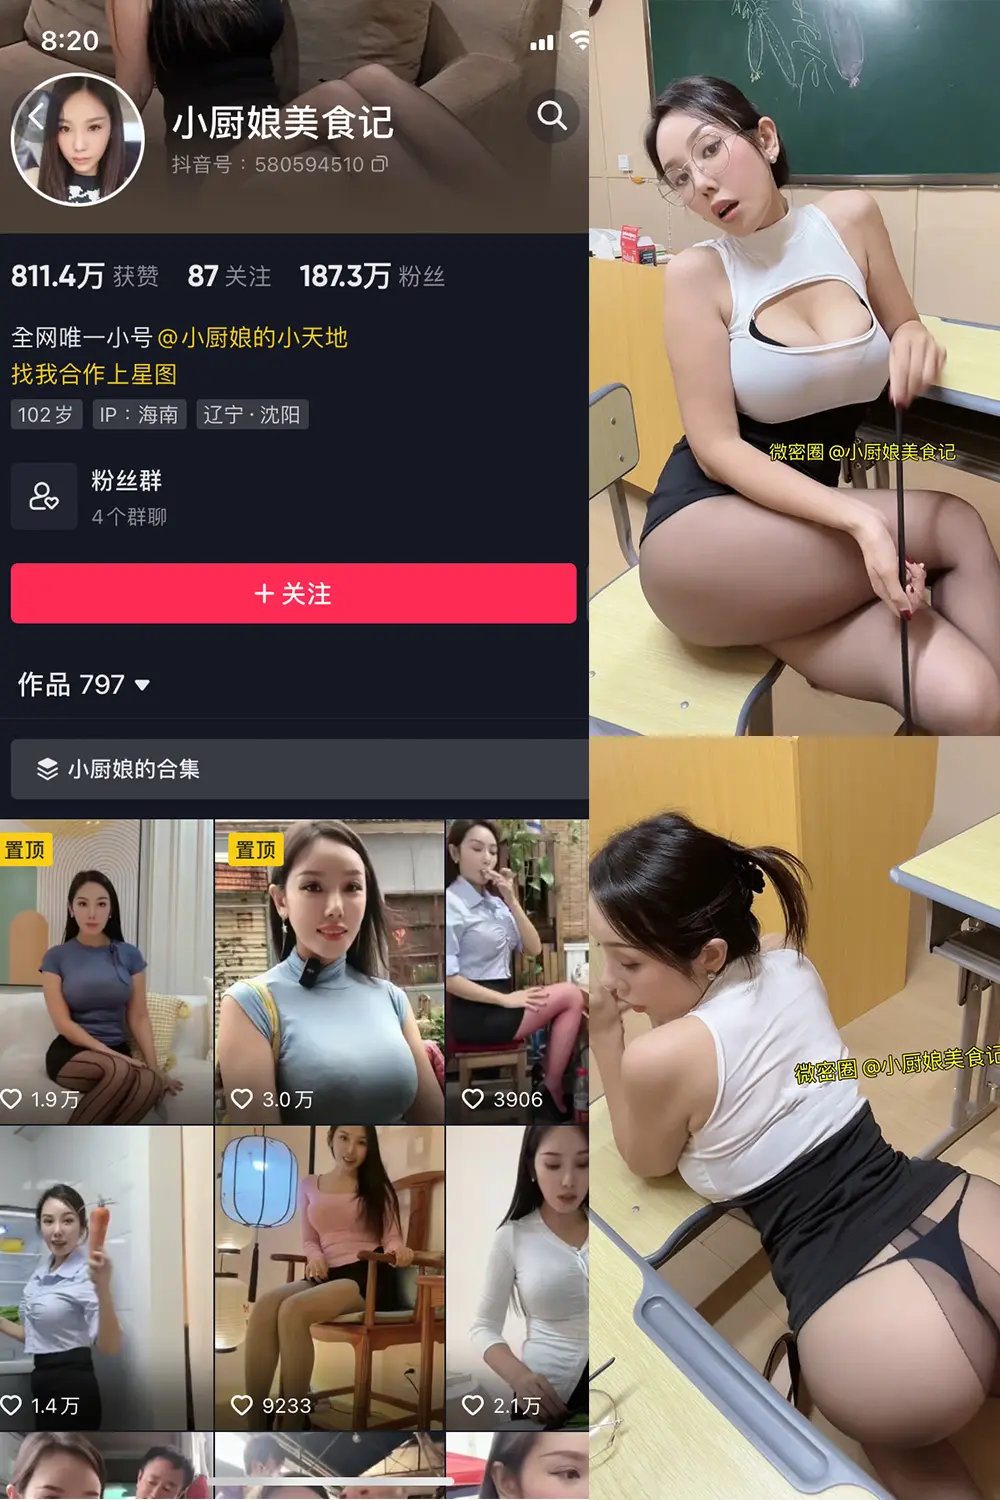 8:20
小厨娘美食记
抖音号：580594510
811.4万 获赞 87 关注 187.3万 粉丝
全网唯一小号@小厨娘的小天地
找我合作上星图
102岁 IP：海南 辽宁·沈阳
粉丝群
4个群聊
+ 关注
作品 797
小厨娘的合集
置顶
置顶
1.9万
3.0万
3906
1.4万
9233
2.1万
微密圈 @小厨娘美食记
微密圈 @小厨娘美食记